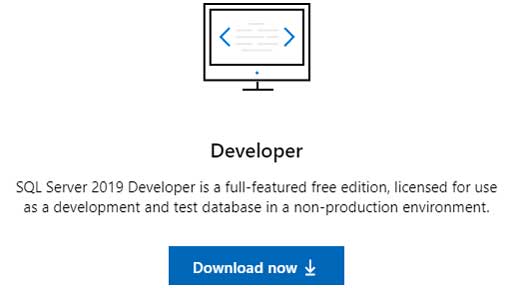 Developer
SQL Server 2019 Developer is a full-featured free edition, licensed for use
as a development and test database in a non-production environment.
Download now